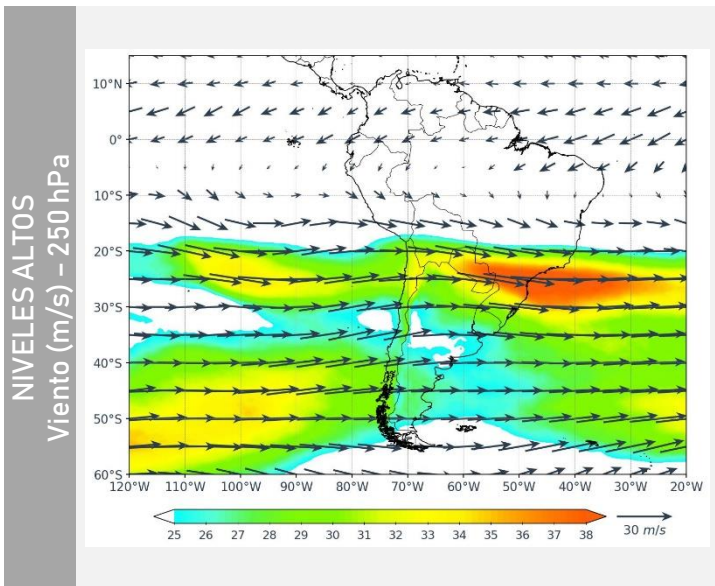 NIVELES ALTOS
Viento (m/s) – 250 hPa
10°N
0°
10°S
20°S
30°S
40°S
50°S
60°S
120°W 110°W 100°W 90°W 80°W 70°W 60°W 50°W 40°W 30°W 20°W
25 26 27 28 29 30 31 32 33 34 35 36 37 38
30 m/s